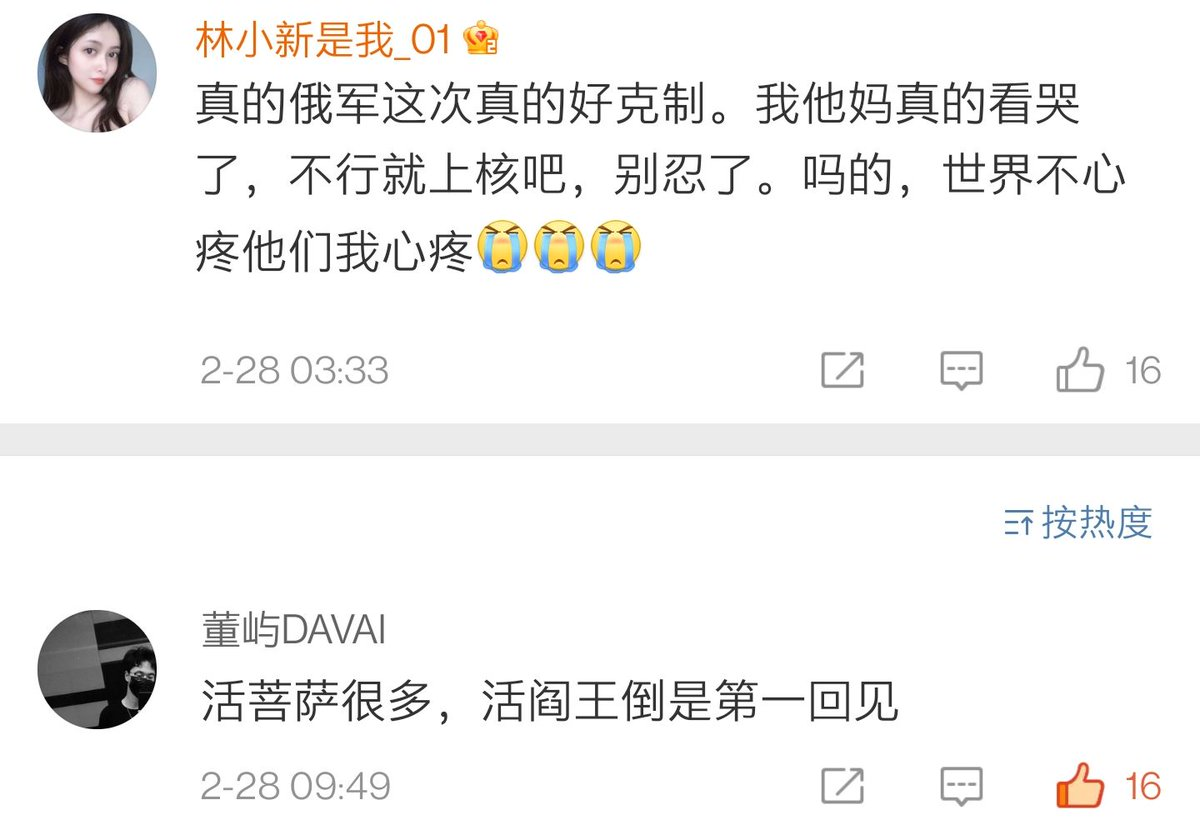 林小新是我_01
真的俄军这次真的好克制。我他妈真的看哭
了，不行就上核吧，别忍了。吗的，世界不心
疼他们我心疼😭😭😭
2-28 03:33
16
按热度
董屿DAVAI
活菩萨很多，活阎王倒是第一回见
2-28 09:49
16